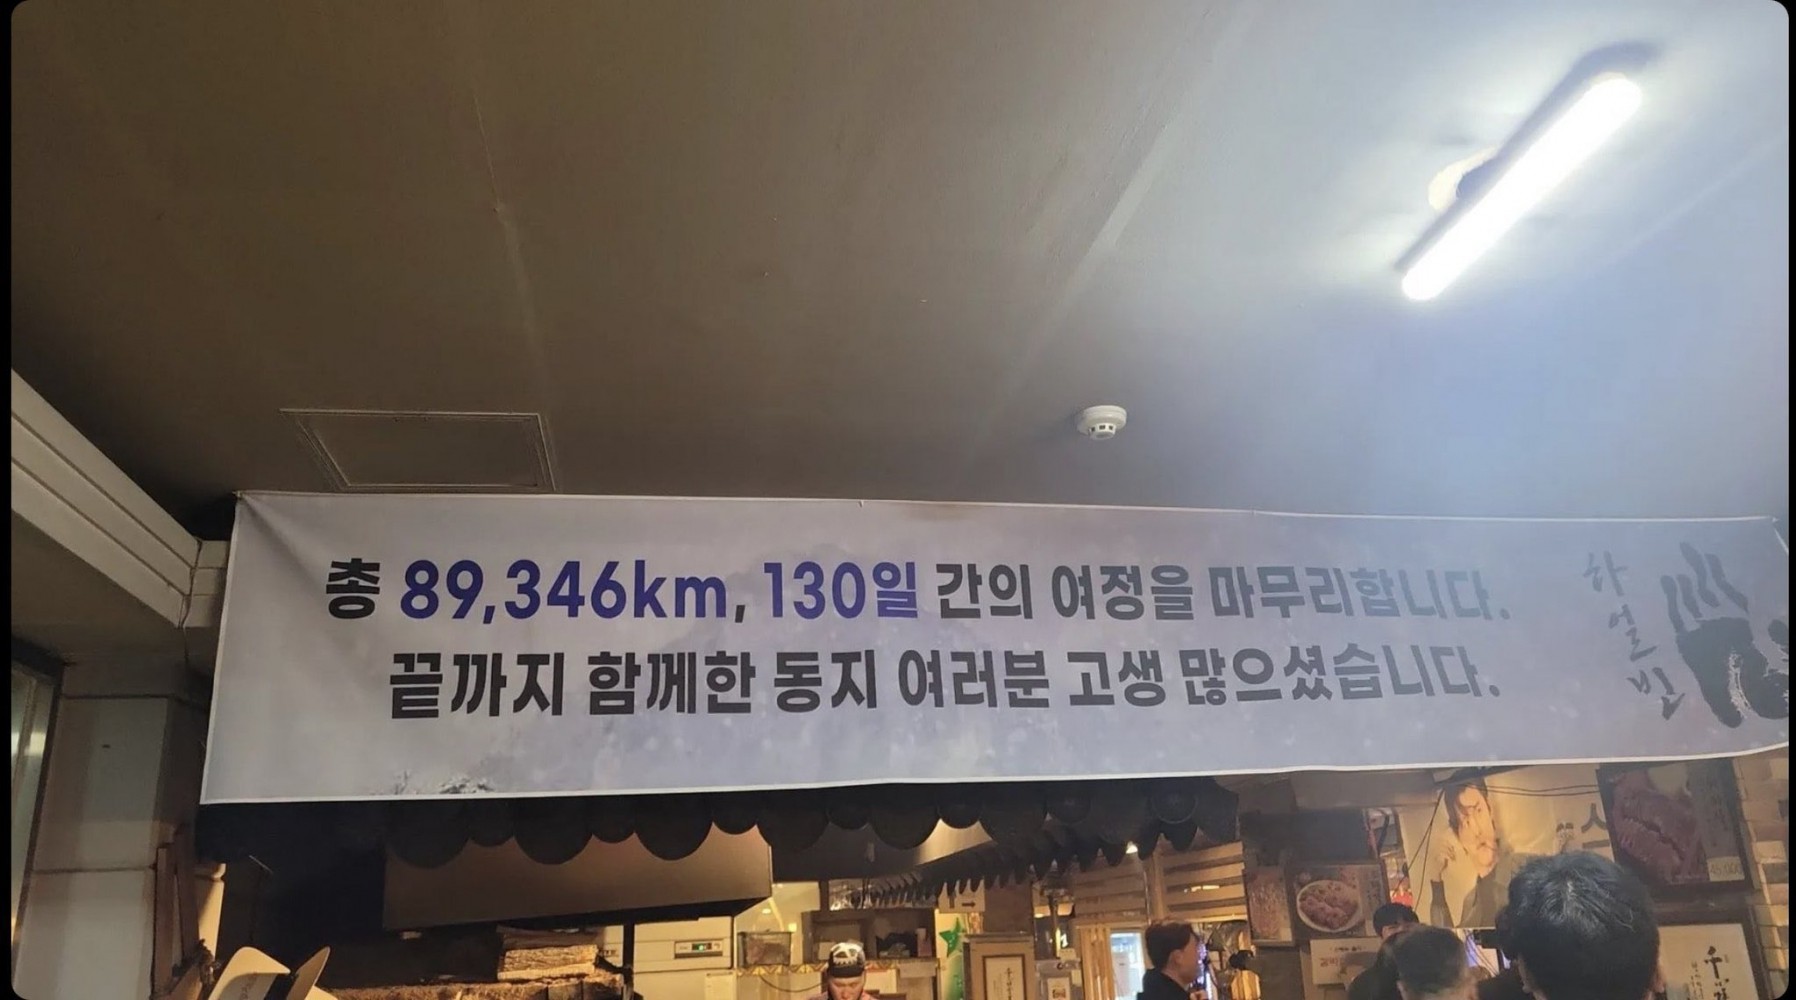 총 89,346km, 130일 간의 여정을 마무리합니다.
끝까지 함께한 동지 여러분 고생 많으셨습니다.
하얼빈